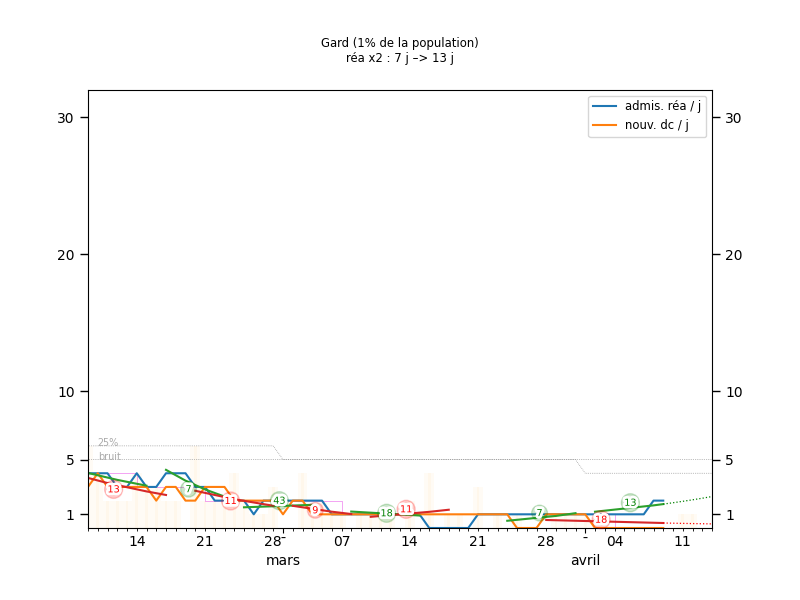 Gard (1% de la population)
réa x2 : 7 j –> 13 j
admis. réa / j
nouv. dc / j
30 30
20 20
10 10
5 5
1 1
25%
bruit
13 7 11 43 9 18 11 7 18 13
14 21 28 07 14 21 28 04 11
mars avril